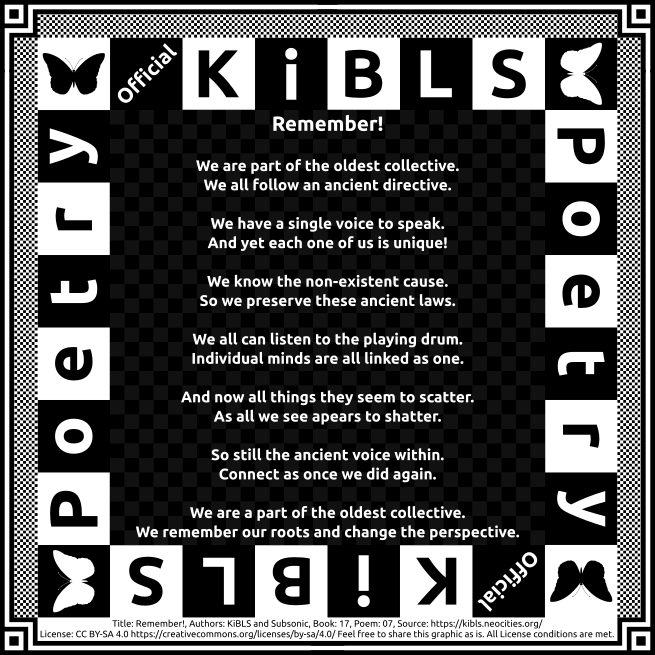 Official KiBLS
Poetry
Poetry
Remember!
We are part of the oldest collective.
We all follow an ancient directive.
We have a single voice to speak.
And yet each one of us is unique!
We know the non-existent cause.
So we preserve these ancient laws.
We all can listen to the playing drum.
Individual minds are all linked as one.
And now all things they seem to scatter.
As all we see apears to shatter.
So still the ancient voice within.
Connect as once we did again.
We are a part of the oldest collective.
We remember our roots and change the perspective.
Official KiBLS
Title: Remember!, Authors: KiBLS and Subsonic, Book: 17, Poem: 07, Source: https://kibls.neocities.org/
License: CC BY-SA 4.0 https://creativecommons.org/licenses/by-sa/4.0/ Feel free to share this graphic as is. All License conditions are met.